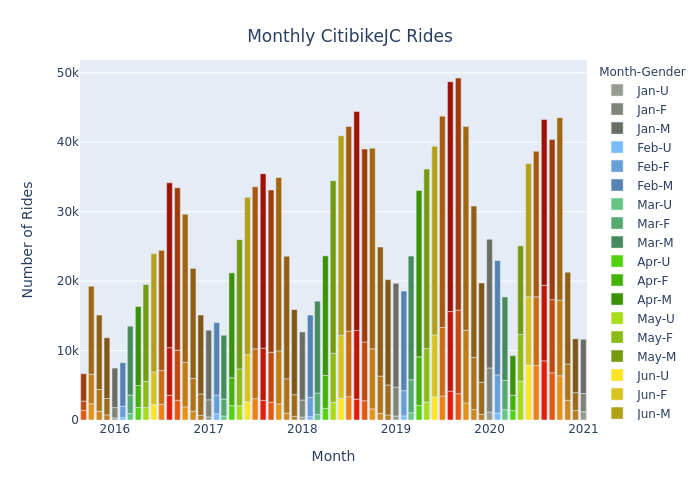 Monthly CitibikeJC Rides
Number of Rides
50k
40k
30k
20k
10k
0
2016 2017 2018 2019 2020 2021
Month
Month-Gender
Jan-U
Jan-F
Jan-M
Feb-U
Feb-F
Feb-M
Mar-U
Mar-F
Mar-M
Apr-U
Apr-F
Apr-M
May-U
May-F
May-M
Jun-U
Jun-F
Jun-M